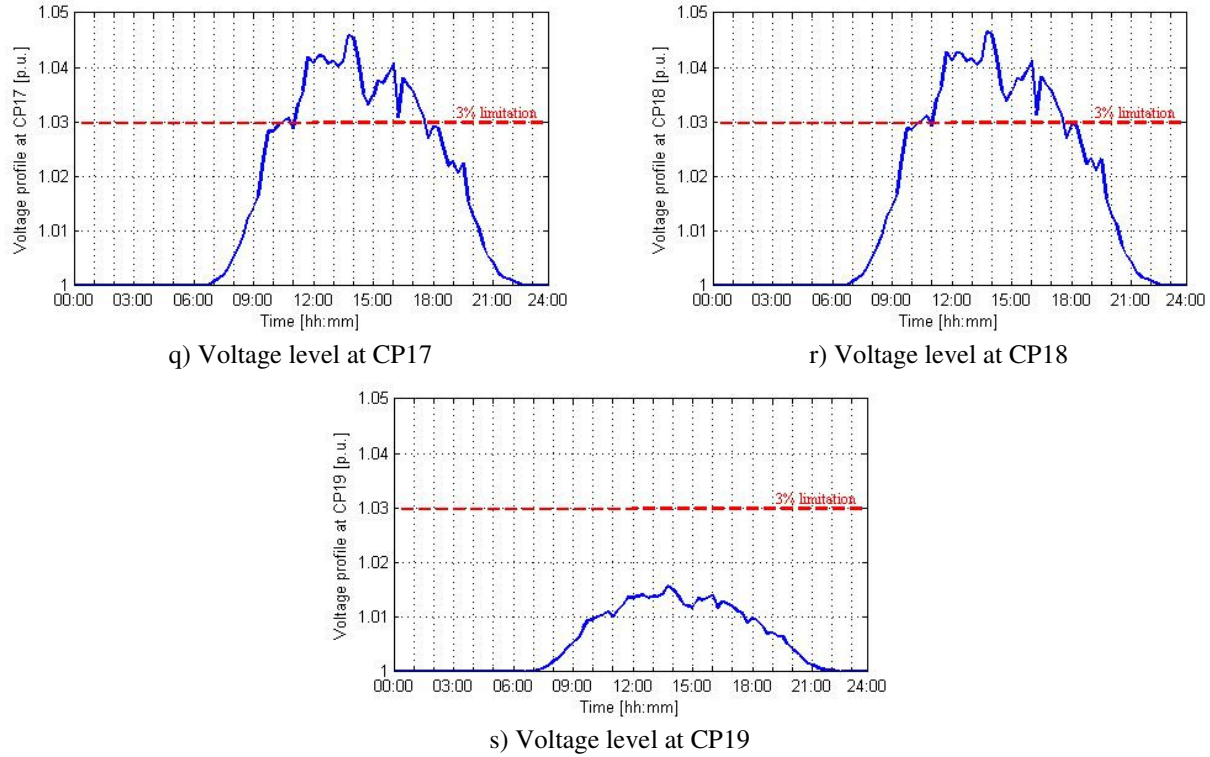 1.05
1.04
1.03
1.02
1.01
1
Voltage profile at CP17 [p.u.]
3% limitation
00:00 03:00 06:00 09:00 12:00 15:00 18:00 21:00 24:00
Time [hh:mm]
q) Voltage level at CP17
1.05
1.04
1.03
1.02
1.01
1
Voltage profile at CP18 [p.u.]
3% limitation
00:00 03:00 06:00 09:00 12:00 15:00 18:00 21:00 24:00
Time [hh:mm]
r) Voltage level at CP18
1.05
1.04
1.03
1.02
1.01
1
Voltage profile at CP19 [p.u.]
3% limitation
00:00 03:00 06:00 09:00 12:00 15:00 18:00 21:00 24:00
Time [hh:mm]
s) Voltage level at CP19